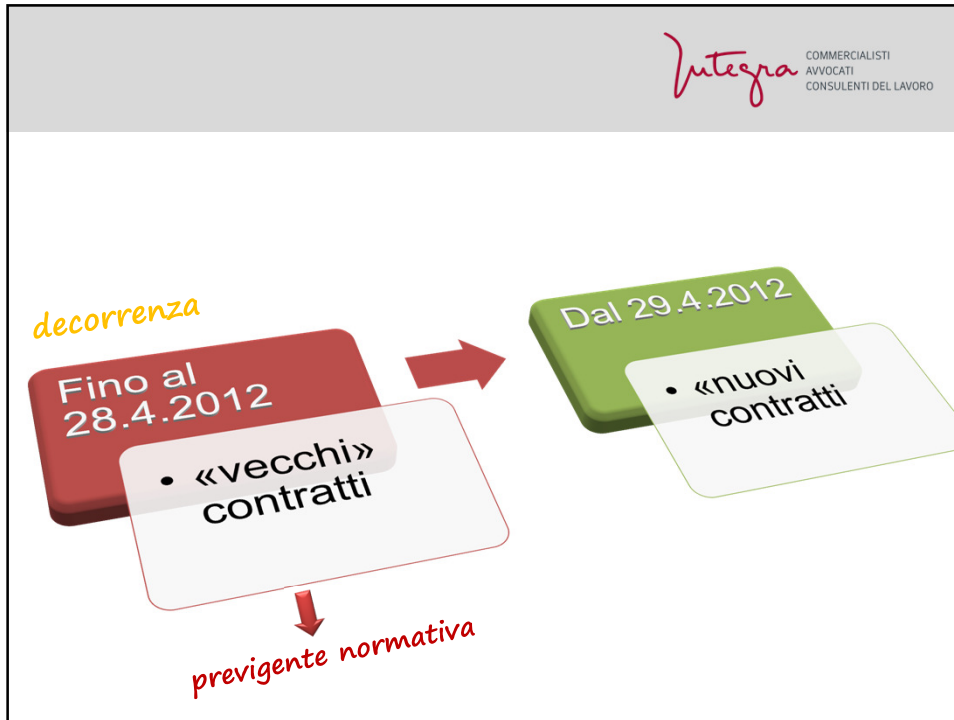 Integra
COMMERCIALISTI
AVVOCATI
CONSULENTI DEL LAVORO
decorrenza
Fino al
28.4.2012
• «vecchi»
contratti
previgente normativa
Dal 29.4.2012
• «nuovi
contratti